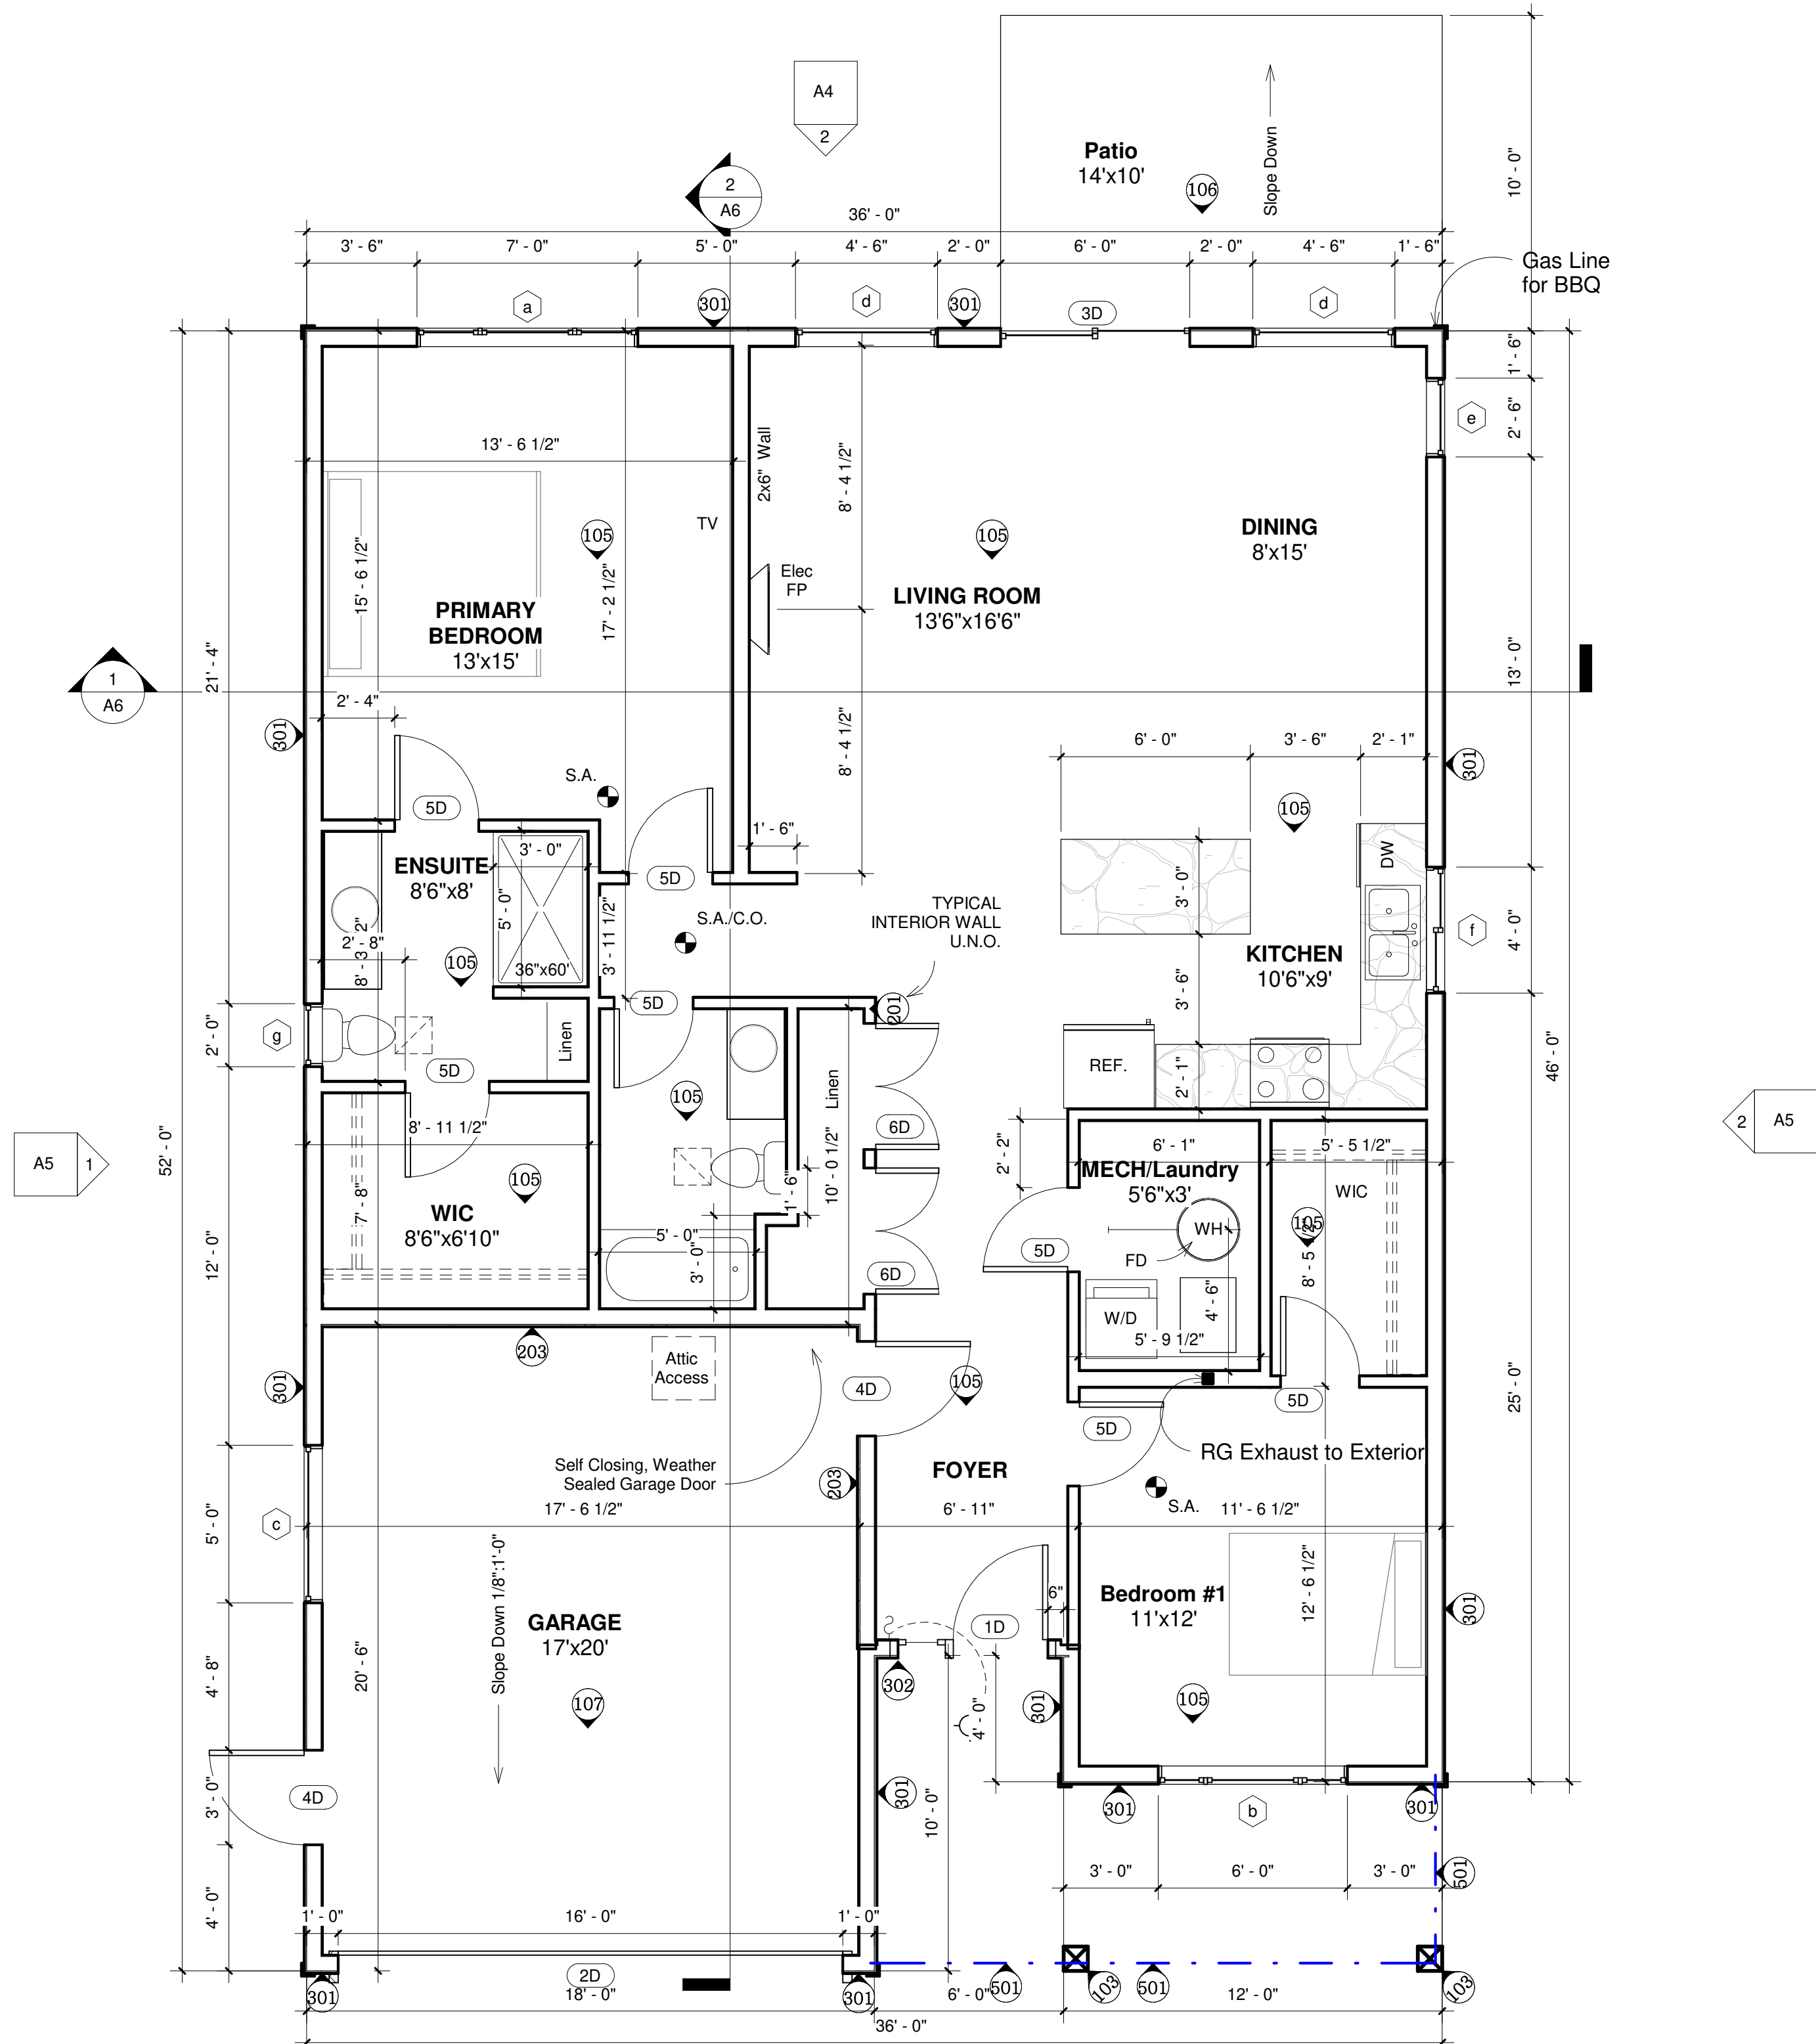 A4
2
Patio
14'x10'
106
Slope Down
10' - 0"
2
A6
36' - 0"
3' - 6"
7' - 0"
5' - 0"
4' - 6"
2' - 0"
6' - 0"
2' - 0"
4' - 6"
1' - 6"
Gas Line
for BBQ
a
301
d
301
3D
d
1' - 6"
e
2' - 6"
13' - 6 1/2"
2x6" Wall
8' - 4 1/2"
TV
105
105
DINING
8'x15'
15' - 6 1/2"
17' - 2 1/2"
Elec
FP
PRIMARY
BEDROOM
13'x15'
LIVING ROOM
13'6"x16'6"
21' - 4"
13' - 0"
1
A6
2' - 4"
301
8' - 4 1/2"
6' - 0"
3' - 6"
2' - 1"
301
S.A.
5D
105
1' - 6"
DW
ENSUITE
8'6"x8'
3' - 0"
5D
3' - 0"
5' - 0"
3' - 11 1/2"
S.A./C.O.
TYPICAL
INTERIOR WALL
U.N.O.
f
4' - 0"
2' - 8"
8' - 3 1/2"
105
36"x60'
KITCHEN
10'6"x9'
5D
201
3' - 6"
2' - 0"
g
Linen
46' - 0"
5D
REF.
2' - 1"
105
Linen
8' - 11 1/2"
6D
2' - 2"
6' - 1"
5' - 5 1/2"
A5
1
52' - 0"
MECH/Laundry
5'6"x3'
2
A5
105
1' - 6"
10' - 0 1/2"
WIC
7' - 8"
WIC
8'6"x6'10"
WH
105
8' - 5 1/2"
12' - 0"
5' - 0"
3' - 0"
5D
FD
6D
W/D
4' - 6"
5' - 9 1/2"
203
Attic
Access
301
4D
105
5D
5D
25' - 0"
Self Closing, Weather
Sealed Garage Door
203
FOYER
RG Exhaust to Exterior
S.A.
5' - 0"
c
17' - 6 1/2"
6' - 11"
11' - 6 1/2"
Slope Down 1/8":1'-0"
6"
12' - 6 1/2"
Bedroom #1
11'x12'
301
GARAGE
17'x20'
1D
4' - 8"
20' - 6"
302
107
301
4' - 0"
105
3' - 0"
4D
301
10' - 0"
301
b
301
3' - 0"
6' - 0"
3' - 0"
501
4' - 0"
1' - 0"
16' - 0"
1' - 0"
2D
301
18' - 0"
301
6' - 0"
501
103
501
12' - 0"
103
36' - 0"